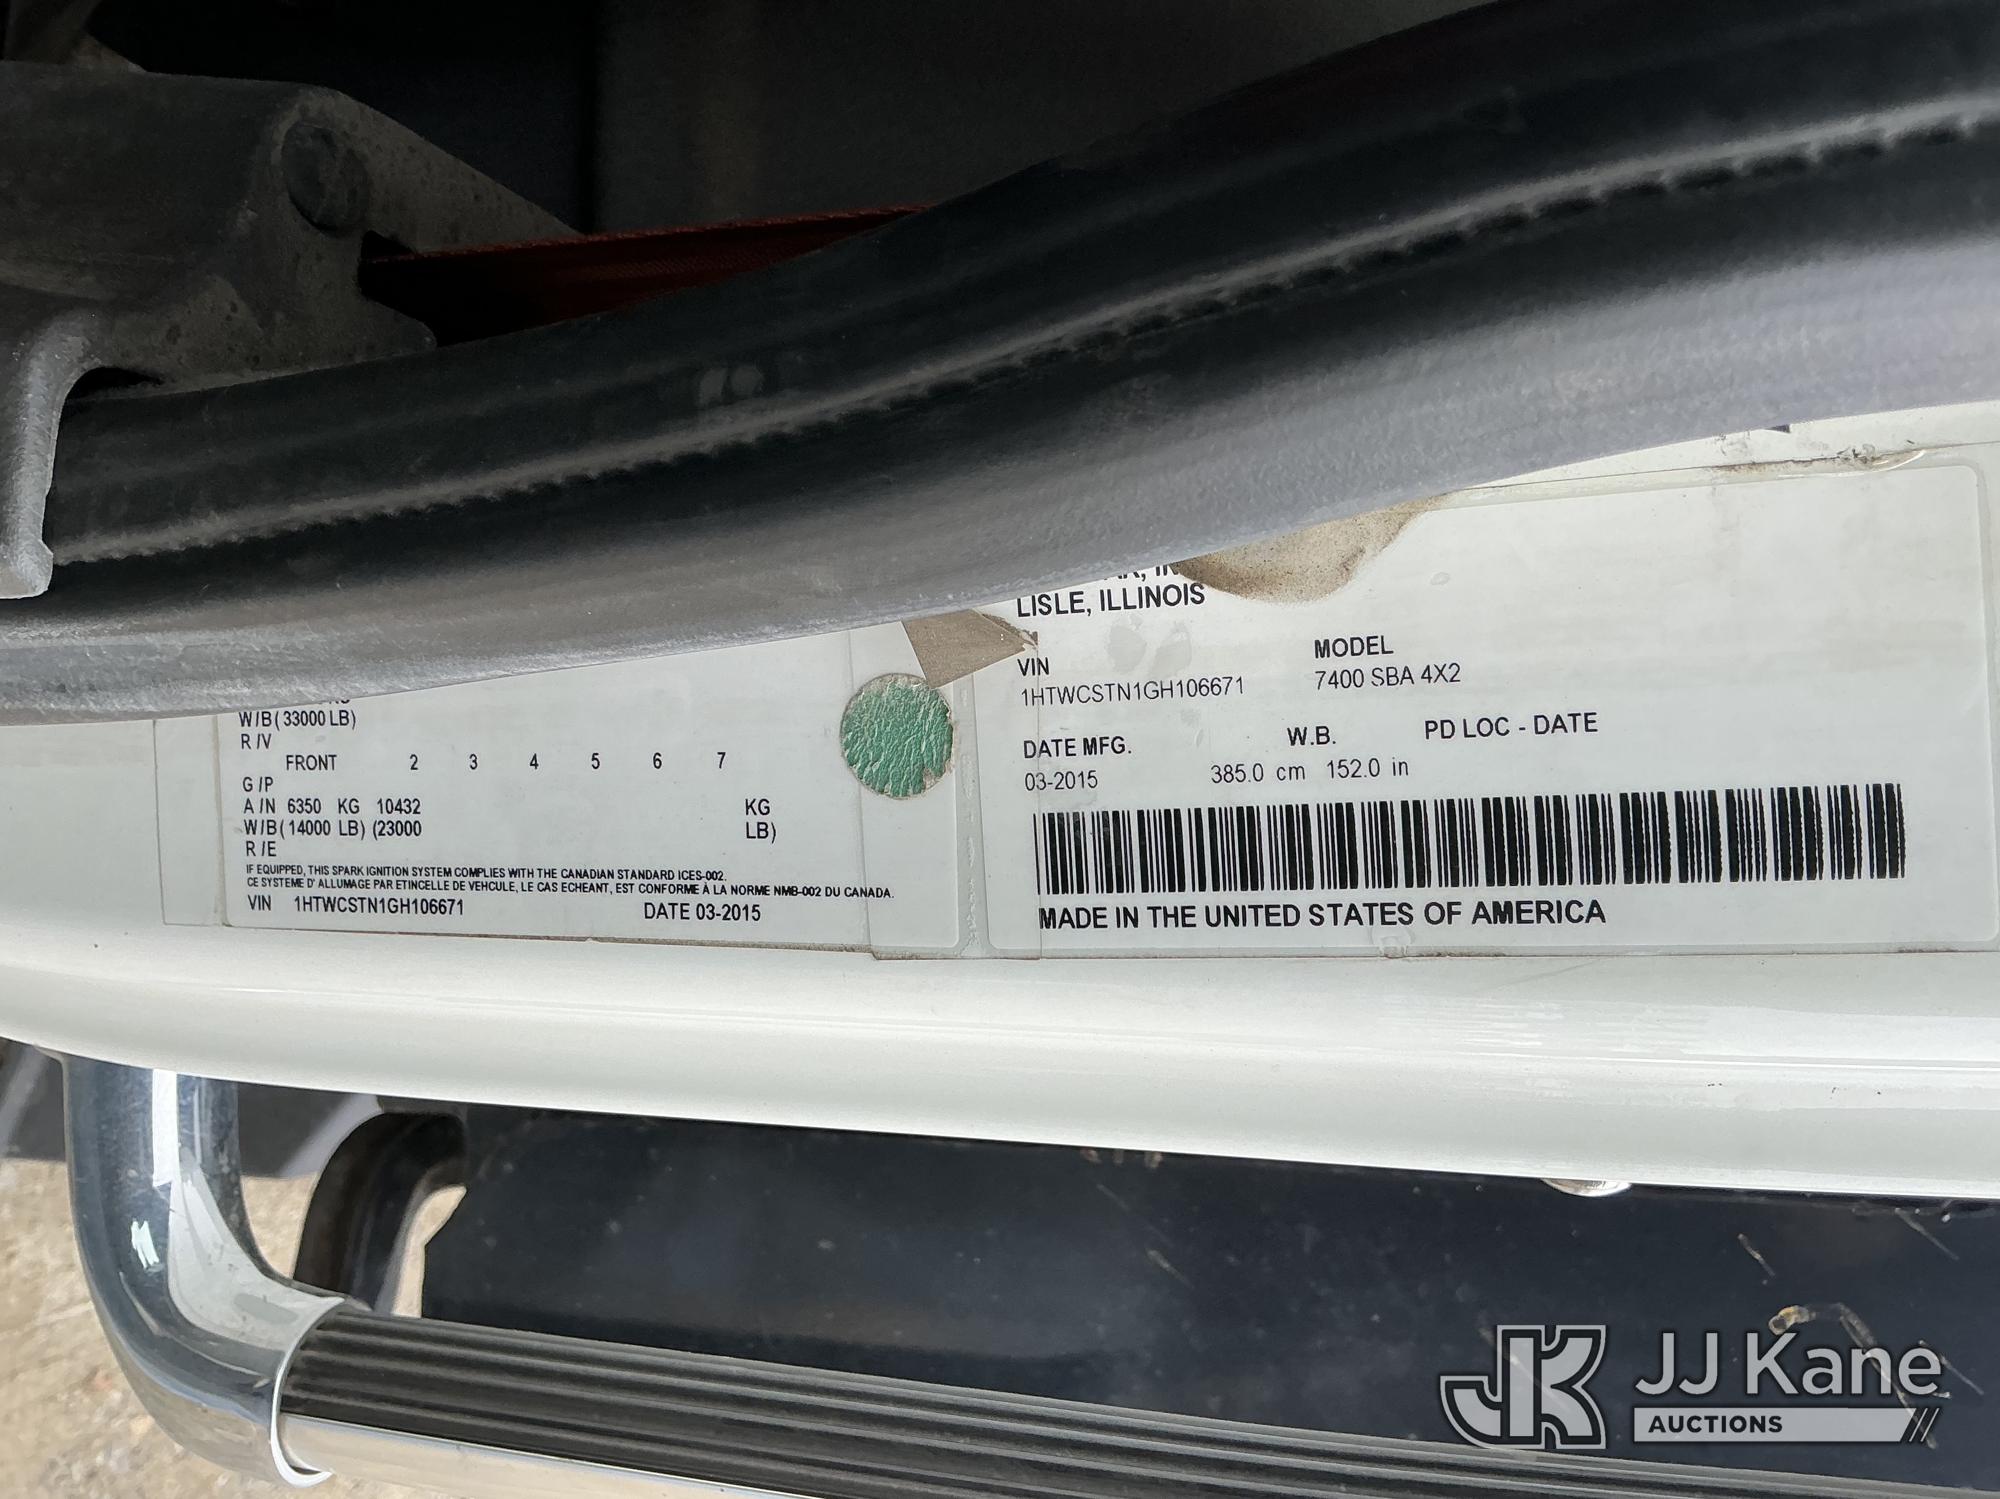 W/B (33000 LB)
R/V
FRONT 2 3 4 5 6 7
G/P
A/N 6350 KG 10432 KG
W/B (14000 LB) (23000 LB)
R/E
IF EQUIPPED, THIS SPARK IGNITION SYSTEM COMPLIES WITH THE CANADIAN STANDARD ICES-002.
CE SYSTEME D' ALLUMAGE PAR ETINCELLE DE VEHCULE, LE CAS ECHEANT, EST CONFORME À LA NORME NMB-002 DU CANADA.
VIN 1HTWCSTN1GH106671 DATE 03-2015
LISLE, ILLINOIS
VIN MODEL
1HTWCSTN1GH106671 7400 SBA 4X2
DATE MFG. W.B. PD LOC - DATE
03-2015 385.0 cm 152.0 in
MADE IN THE UNITED STATES OF AMERICA
JK JJ Kane
AUCTIONS